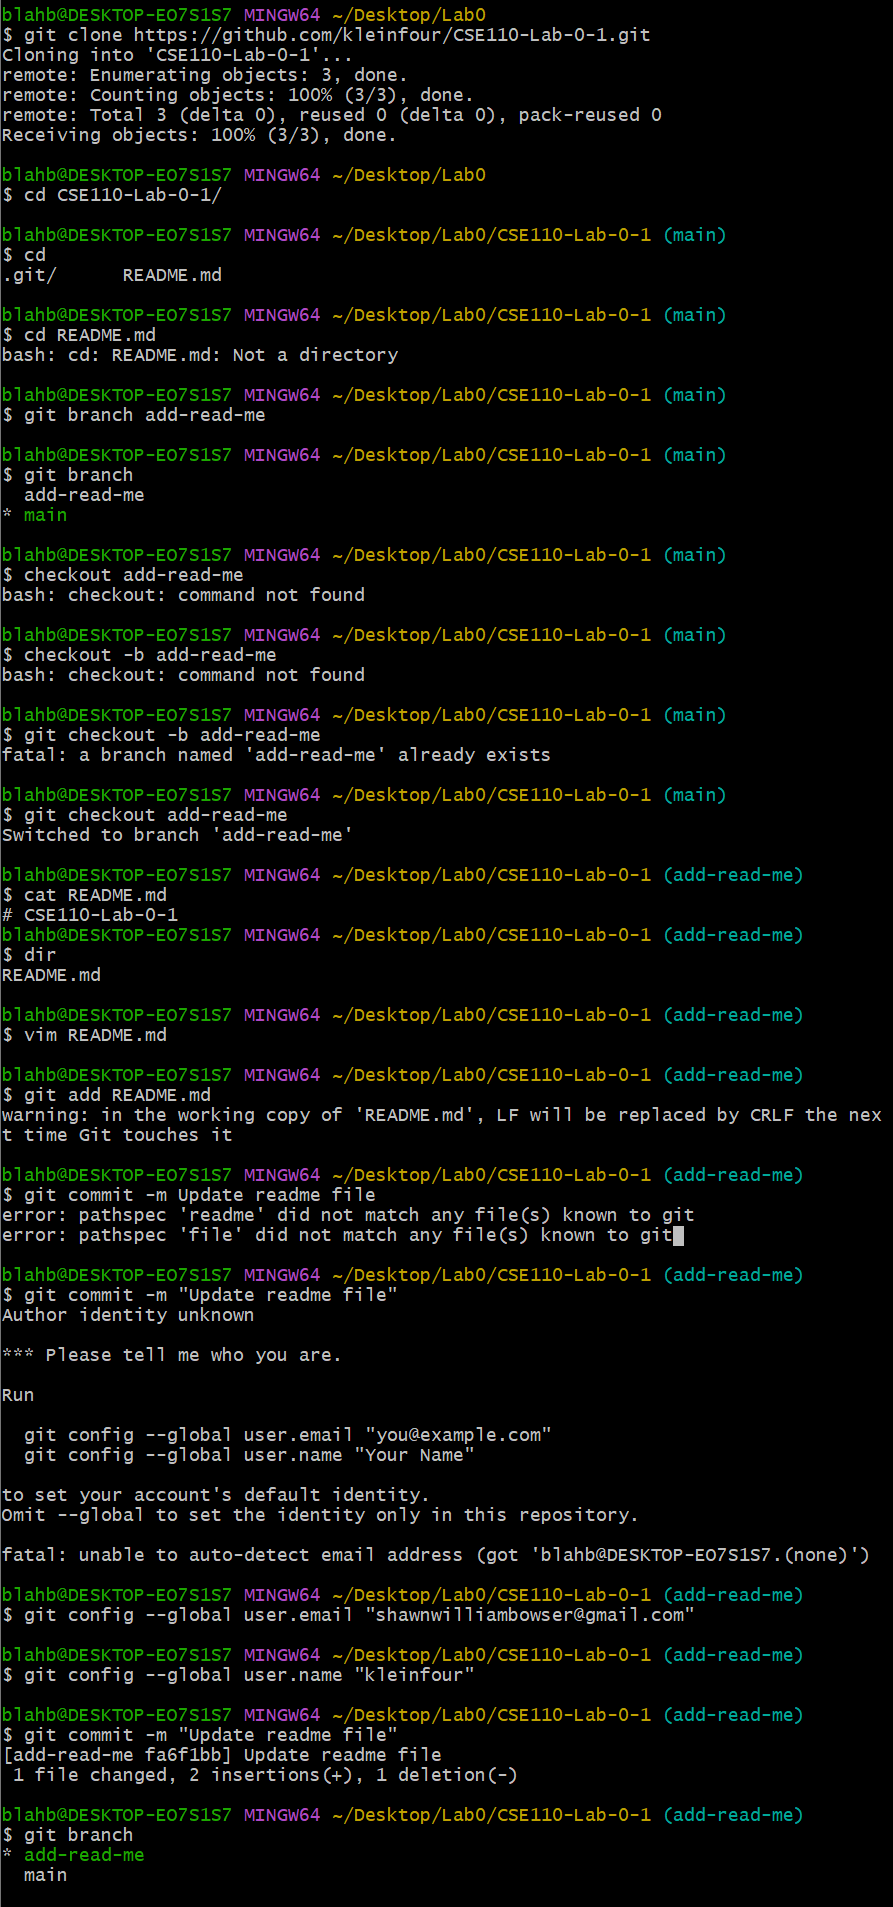 blahb@DESKTOP-EO7S1S7 MINGW64 ~/Desktop/Lab0
$ git clone https://github.com/kleinfour/CSE110-Lab-0-1.git
Cloning into 'CSE110-Lab-0-1'...
remote: Enumerating objects: 3, done.
remote: Counting objects: 100% (3/3), done.
remote: Total 3 (delta 0), reused 0 (delta 0), pack-reused 0
Receiving objects: 100% (3/3), done.

blahb@DESKTOP-EO7S1S7 MINGW64 ~/Desktop/Lab0
$ cd CSE110-Lab-0-1/

blahb@DESKTOP-EO7S1S7 MINGW64 ~/Desktop/Lab0/CSE110-Lab-0-1 (main)
$ cd
.git/      README.md

blahb@DESKTOP-EO7S1S7 MINGW64 ~/Desktop/Lab0/CSE110-Lab-0-1 (main)
$ cd README.md
bash: cd: README.md: Not a directory

blahb@DESKTOP-EO7S1S7 MINGW64 ~/Desktop/Lab0/CSE110-Lab-0-1 (main)
$ git branch add-read-me

blahb@DESKTOP-EO7S1S7 MINGW64 ~/Desktop/Lab0/CSE110-Lab-0-1 (main)
$ git branch
  add-read-me
* main

blahb@DESKTOP-EO7S1S7 MINGW64 ~/Desktop/Lab0/CSE110-Lab-0-1 (main)
$ checkout add-read-me
bash: checkout: command not found

blahb@DESKTOP-EO7S1S7 MINGW64 ~/Desktop/Lab0/CSE110-Lab-0-1 (main)
$ checkout -b add-read-me
bash: checkout: command not found

blahb@DESKTOP-EO7S1S7 MINGW64 ~/Desktop/Lab0/CSE110-Lab-0-1 (main)
$ git checkout -b add-read-me
fatal: a branch named 'add-read-me' already exists

blahb@DESKTOP-EO7S1S7 MINGW64 ~/Desktop/Lab0/CSE110-Lab-0-1 (main)
$ git checkout add-read-me
Switched to branch 'add-read-me'

blahb@DESKTOP-EO7S1S7 MINGW64 ~/Desktop/Lab0/CSE110-Lab-0-1 (add-read-me)
$ cat README.md
# CSE110-Lab-0-1
blahb@DESKTOP-EO7S1S7 MINGW64 ~/Desktop/Lab0/CSE110-Lab-0-1 (add-read-me)
$ dir
README.md

blahb@DESKTOP-EO7S1S7 MINGW64 ~/Desktop/Lab0/CSE110-Lab-0-1 (add-read-me)
$ vim README.md

blahb@DESKTOP-EO7S1S7 MINGW64 ~/Desktop/Lab0/CSE110-Lab-0-1 (add-read-me)
$ git add README.md
warning: in the working copy of 'README.md', LF will be replaced by CRLF the nex
t time Git touches it

blahb@DESKTOP-EO7S1S7 MINGW64 ~/Desktop/Lab0/CSE110-Lab-0-1 (add-read-me)
$ git commit -m Update readme file
error: pathspec 'readme' did not match any file(s) known to git
error: pathspec 'file' did not match any file(s) known to git

blahb@DESKTOP-EO7S1S7 MINGW64 ~/Desktop/Lab0/CSE110-Lab-0-1 (add-read-me)
$ git commit -m "Update readme file"
Author identity unknown

*** Please tell me who you are.

Run

  git config --global user.email "you@example.com"
  git config --global user.name "Your Name"

to set your account's default identity.
Omit --global to set the identity only in this repository.

fatal: unable to auto-detect email address (got 'blahb@DESKTOP-EO7S1S7.(none)')

blahb@DESKTOP-EO7S1S7 MINGW64 ~/Desktop/Lab0/CSE110-Lab-0-1 (add-read-me)
$ git config --global user.email "shawnwilliambowser@gmail.com"

blahb@DESKTOP-EO7S1S7 MINGW64 ~/Desktop/Lab0/CSE110-Lab-0-1 (add-read-me)
$ git config --global user.name "kleinfour"

blahb@DESKTOP-EO7S1S7 MINGW64 ~/Desktop/Lab0/CSE110-Lab-0-1 (add-read-me)
$ git commit -m "Update readme file"
[add-read-me fa6f1bb] Update readme file
 1 file changed, 2 insertions(+), 1 deletion(-)

blahb@DESKTOP-EO7S1S7 MINGW64 ~/Desktop/Lab0/CSE110-Lab-0-1 (add-read-me)
$ git branch
* add-read-me
  main